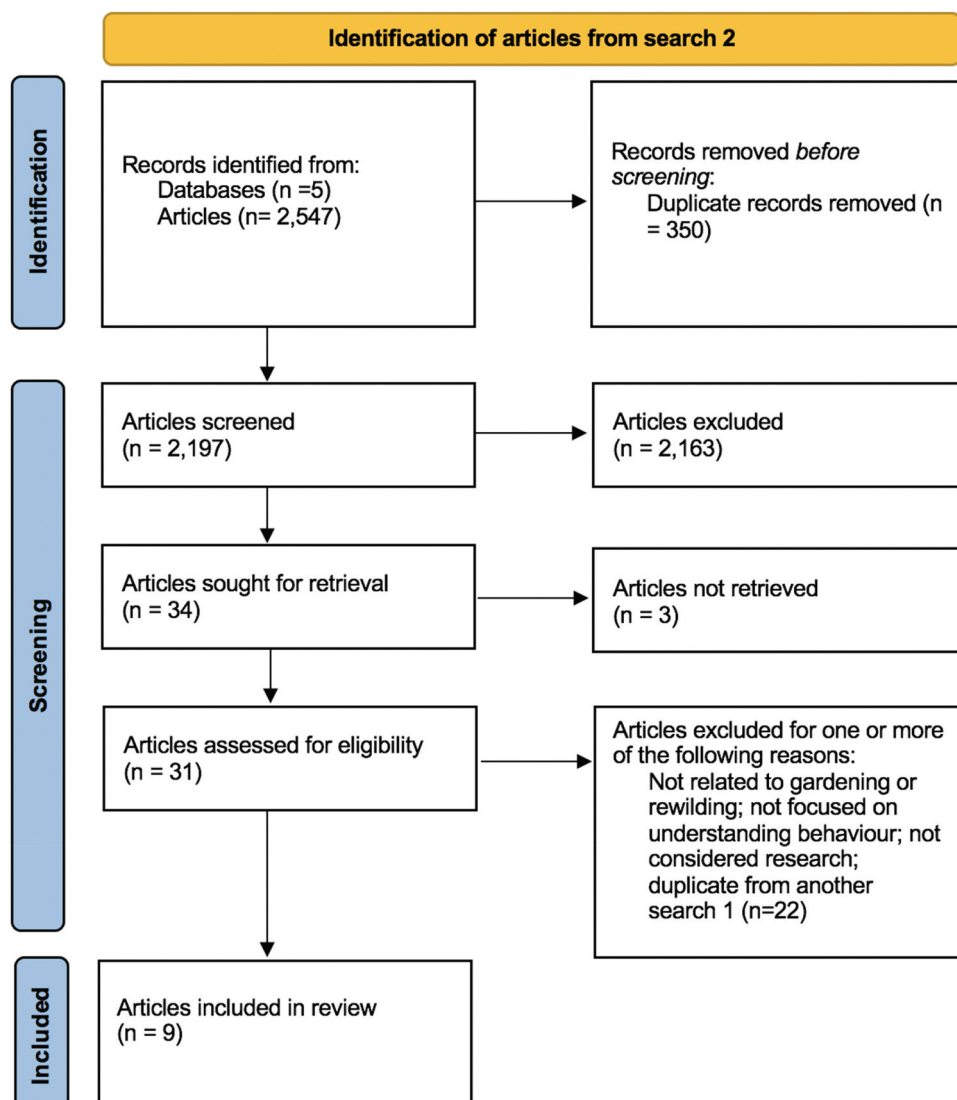 Identification of articles from search 2
Identification
Records identified from:
Databases (n =5)
Articles (n= 2,547)
Records removed before
screening:
Duplicate records removed (n
= 350)
Screening
Articles screened
(n = 2,197)
Articles excluded
(n = 2,163)
Articles sought for retrieval
(n = 34)
Articles not retrieved
(n = 3)
Articles assessed for eligibility
(n = 31)
Articles excluded for one or more
of the following reasons:
Not related to gardening or
rewilding; not focused on
understanding behaviour; not
considered research;
duplicate from another
search 1 (n=22)
Included
Articles included in review
(n = 9)